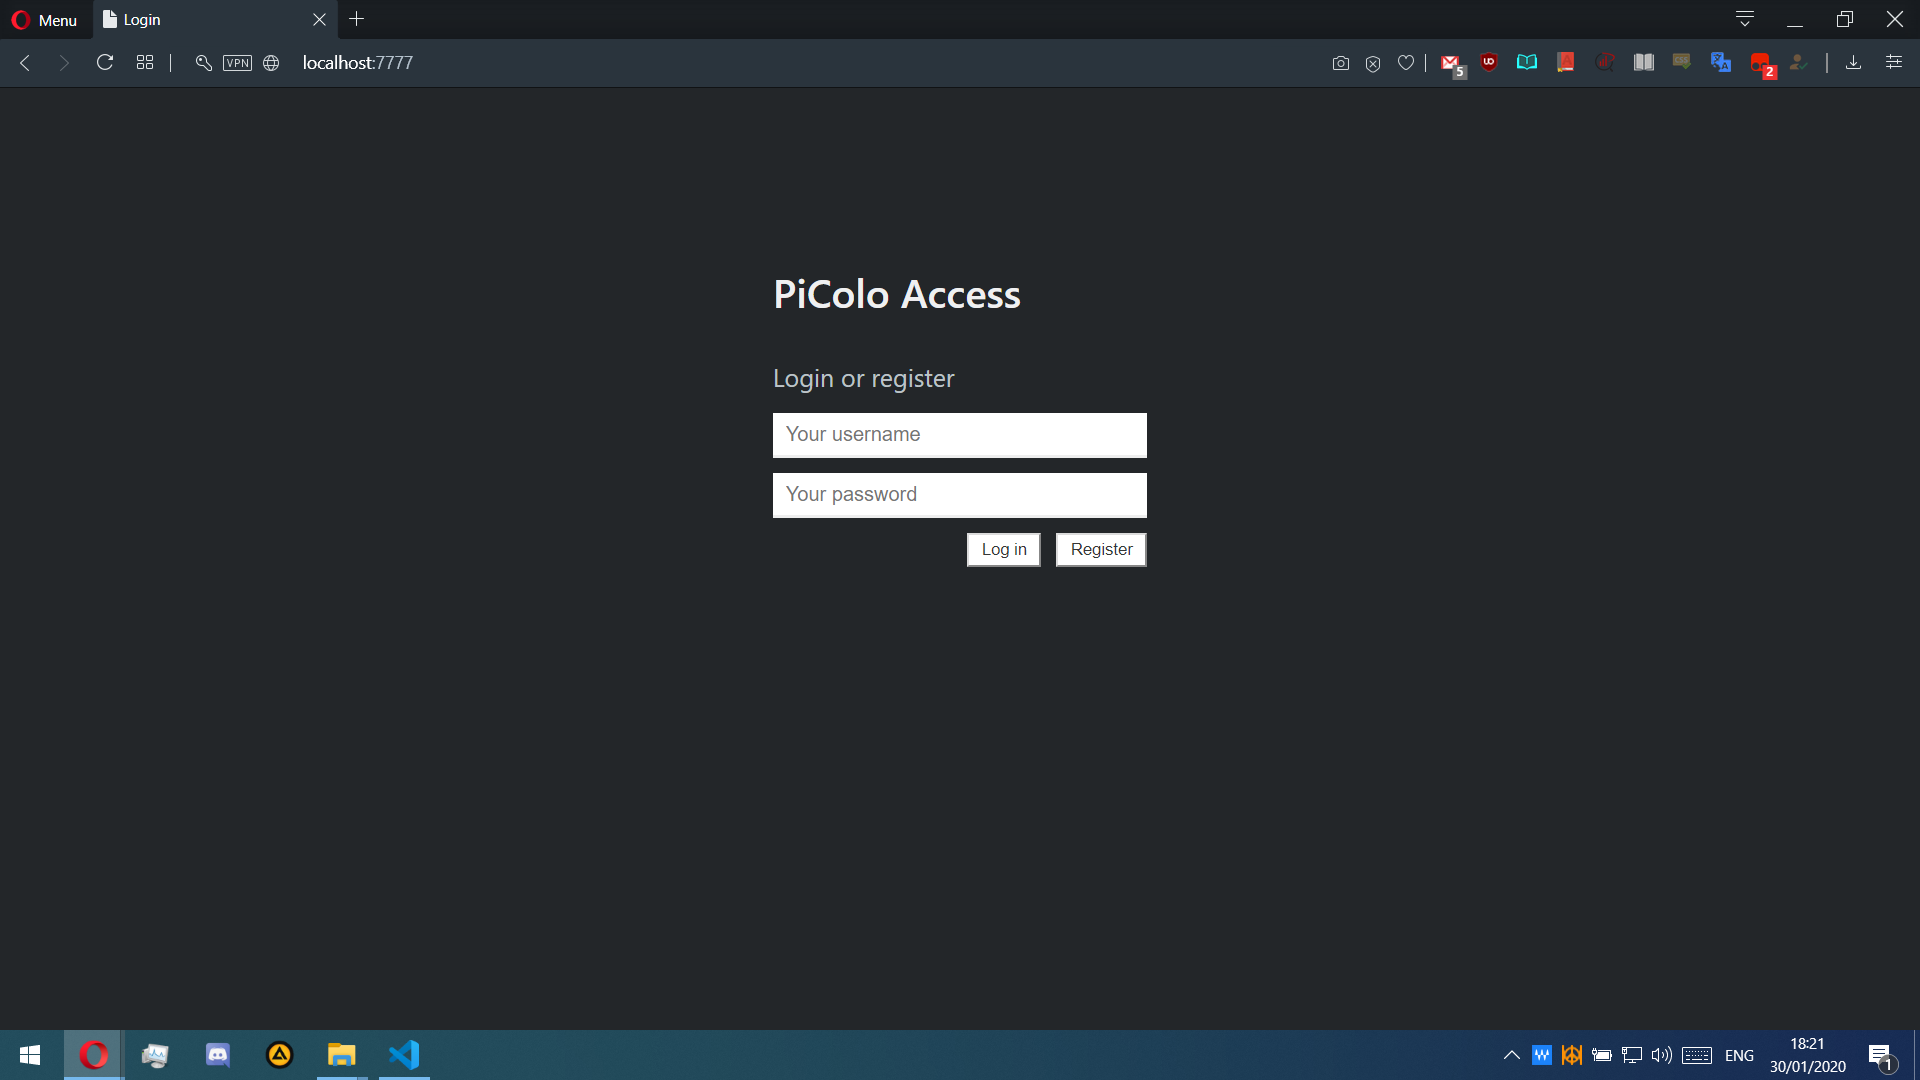 Menu
Login
VPN
localhost:7777
5
2
PiColo Access
Login or register
Your username
Your password
Log in
Register
ENG
18:21
30/01/2020
1